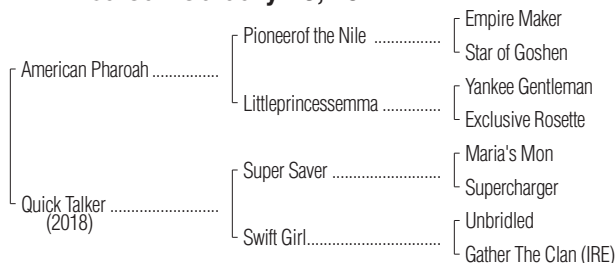 Empire Maker
Pioneerof the Nile ................
Star of Goshen
American Pharoah ..................
Yankee Gentleman
Littleprincessemma ..............
Exclusive Rosette
Maria's Mon
Super Saver ..........................
Supercharger
Quick Talker .............................
(2018)
Unbridled
Swift Girl................................
Gather The Clan (IRE)